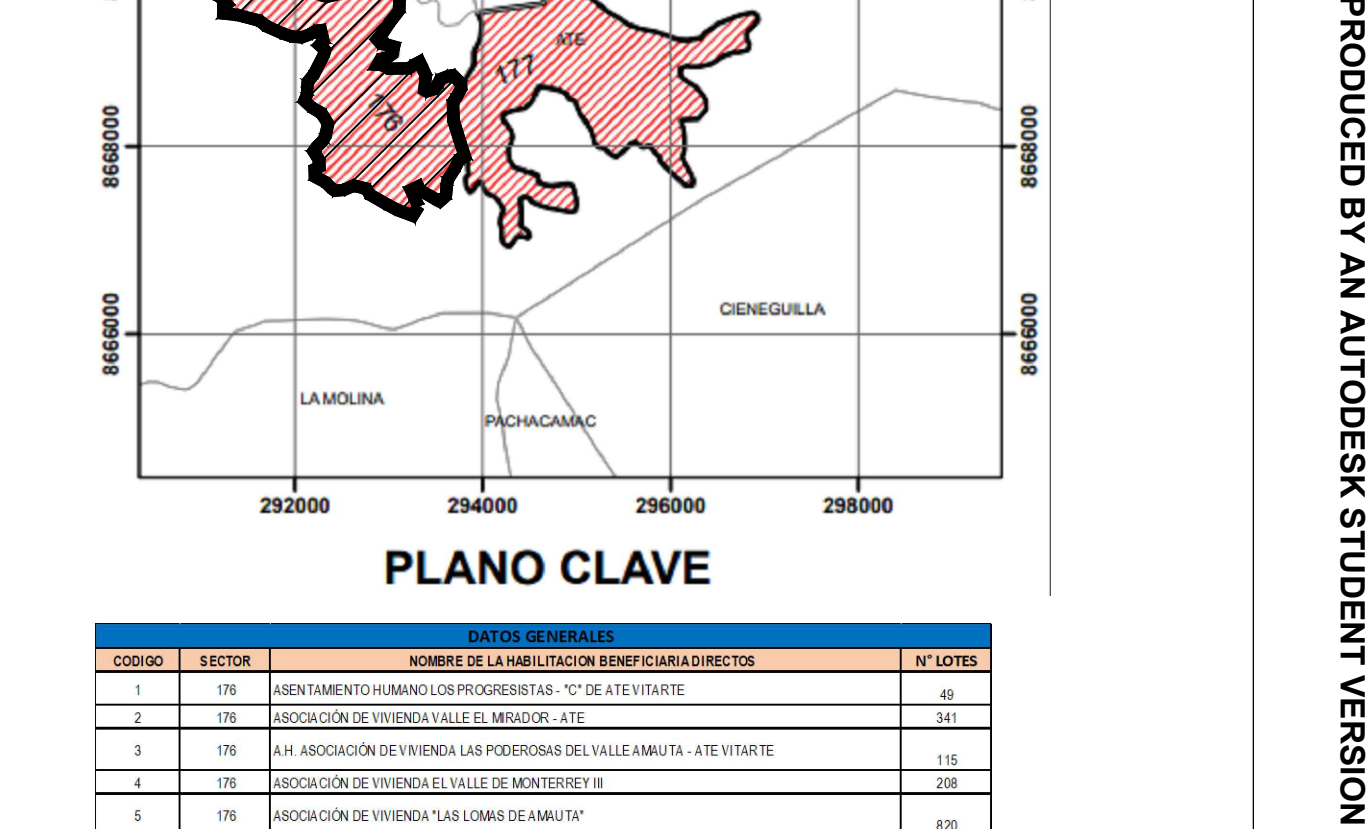 ATE
177
176
8668000
8668000
8666000
8666000
CIENEGUILLA
LA MOLINA
PACHACAMAC
292000
294000
296000
298000
PLANO CLAVE
DATOS GENERALES
CODIGO SECTOR NOMBRE DE LA HABILITACION BENEFICIARIA DIRECTOS N° LOTES
1 176 ASENTAMIENTO HUMANO LOS PROGRESISTAS - "C" DE ATE VITARTE 49
2 176 ASOCIACIÓN DE VIVIENDA VALLE EL MIRADOR - ATE 341
3 176 A.H. ASOCIACIÓN DE VIVIENDA LAS PODEROSAS DEL VALLE AMAUTA - ATE VITARTE 115
4 176 ASOCIACIÓN DE VIVIENDA EL VALLE DE MONTERREY III 208
5 176 ASOCIACIÓN DE VIVIENDA "LAS LOMAS DE AMAUTA" 820
PRODUCED BY AN AUTODESK STUDENT VERSION